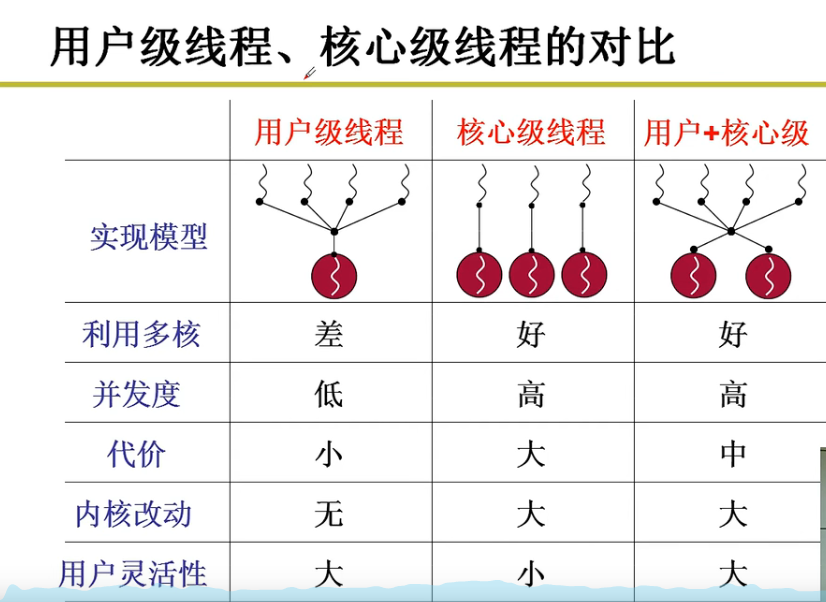 用户级线程、核心级线程的对比
用户级线程 核心级线程 用户+核心级
实现模型
利用多核 差 好 好
并发度 低 高 高
代价 小 大 中
内核改动 无 大 大
用户灵活性 大 小 大